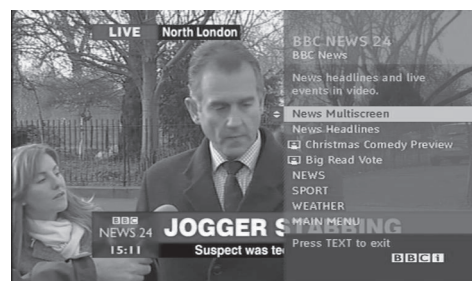 LIVE North London
BBC NEWS 24
BBC News
News headlines and live
events in video.
News Multiscreen
News Headlines
Christmas Comedy Preview
Big Read Vote
NEWS
SPORT
WEATHER
MAIN MENU
Press TEXT to exit
BBCi
BBC
NEWS 24
15:11
JOGGER STABBING
Suspect was